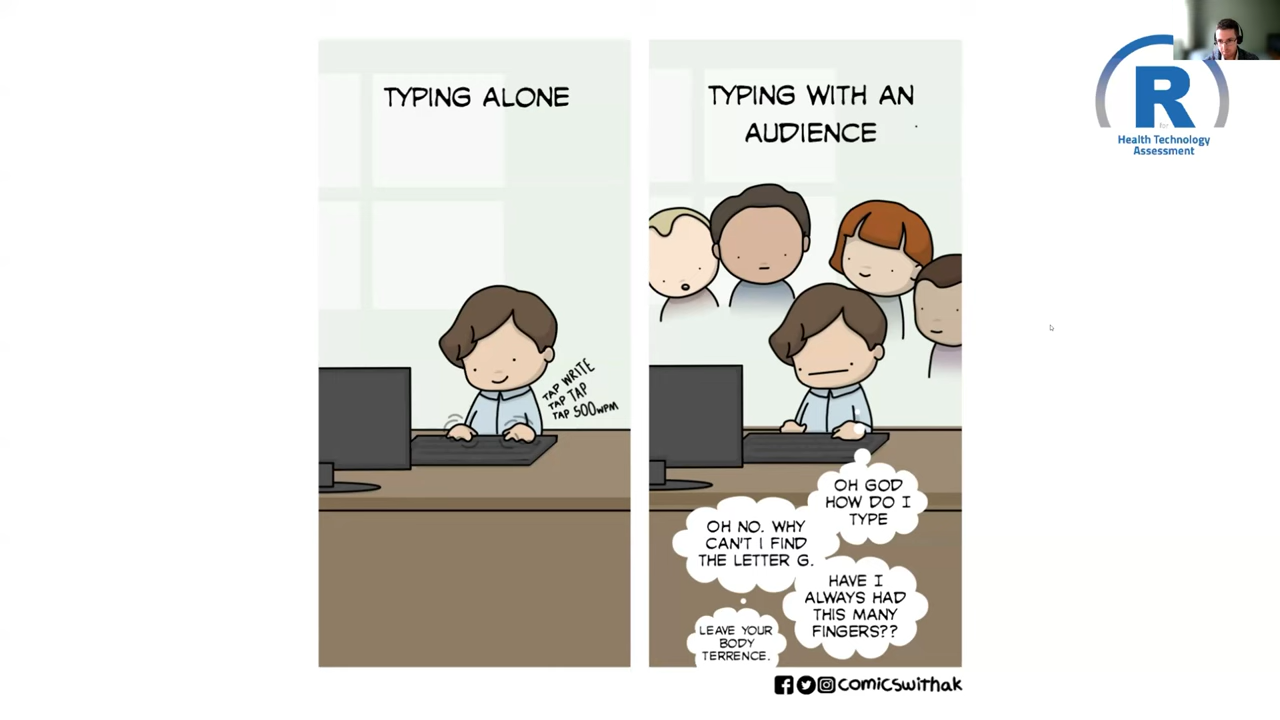 TYPING ALONE
TAP WRITE
TAP TAP
TAP 500WPM
TYPING WITH AN
AUDIENCE
OH GOD
HOW DO I
TYPE
OH NO. WHY
CAN'T I FIND
THE LETTER G.
HAVE I
ALWAYS HAD
THIS MANY
FINGERS??
LEAVE YOUR
BODY
TERRENCE.
comicswithak
R
for
Health Technology
Assessment